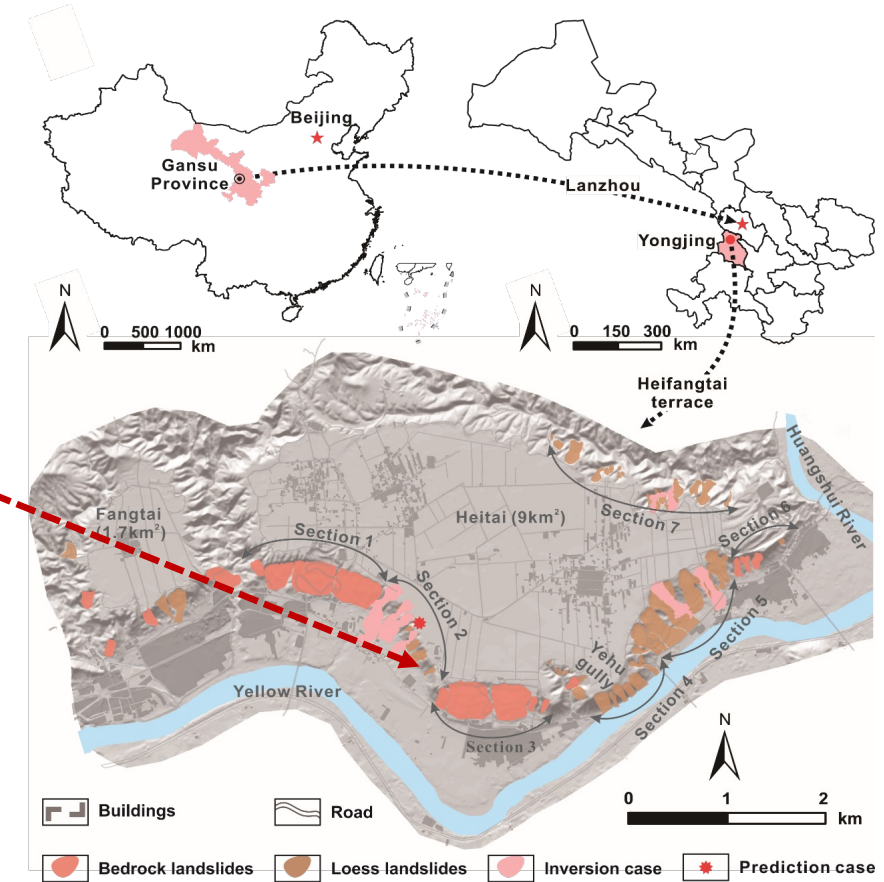 Beijing
Gansu
Province
N
0 500 1000
km
Lanzhou
Yongjing
N
0 150 300
km
Heifangtai
terrace
Huangshui River
Fangtai
(1.7km²)
Heitai (9km²)
Section 1
Section 2
Section 3
Section 4
Section 5
Section 6
Section 7
Yehu
gully
Yellow River
N
0 1 2
km
Buildings
Road
Bedrock landslides
Loess landslides
Inversion case
Prediction case